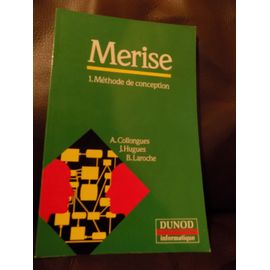 Merise
1.Méthode de conception
A. Collongues
J.Hugues
B.Laroche
DUNOD
informatique